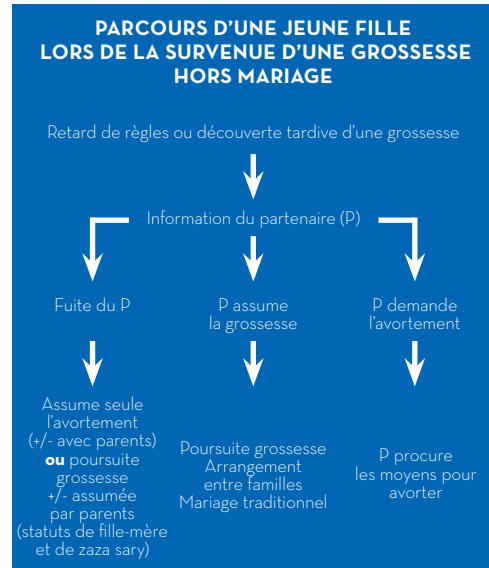 PARCOURS D’UNE JEUNE FILLE
LORS DE LA SURVENUE D’UNE GROSSESSE
HORS MARIAGE
Retard de règles ou découverte tardive d’une grossesse
Information du partenaire (P)
Fuite du P
P assume
la grossesse
P demande
l’avortement
Assume seule
l’avortement
(+/- avec parents)
ou poursuite
grossesse
+/- assumée
par parents
(statuts de fille-mère
et de zaza sary)
Poursuite grossesse
Arrangement
entre familles
Mariage traditionnel
P procure
les moyens pour
avorter